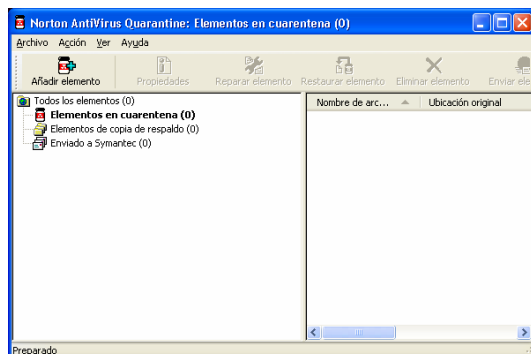 Norton AntiVirus Quarantine: Elementos en cuarentena (0)
Archivo Acción Ver Ayuda
Añadir elemento Propiedades Reparar elemento Restaurar elemento Eliminar elemento Enviar ele
Todos los elementos (0)
Elementos en cuarentena (0)
Elementos de copia de respaldo (0)
Enviado a Symantec (0)
Nombre de arc... Ubicación original
Preparado